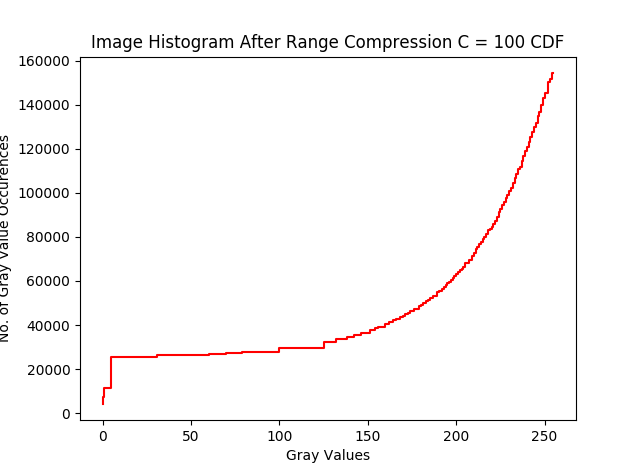 Image Histogram After Range Compression C = 100 CDF
No. of Gray Value Occurences
160000
140000
120000
100000
80000
60000
40000
20000
0
0 50 100 150 200 250
Gray Values